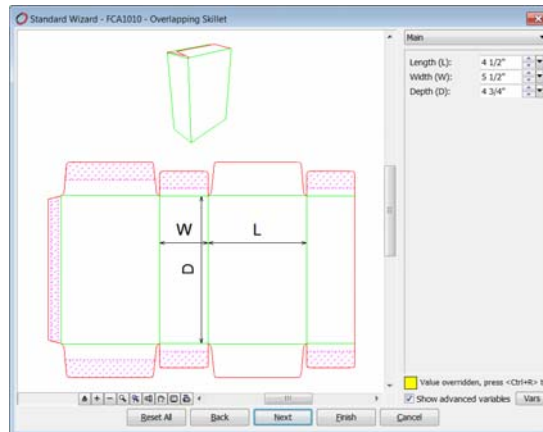 Standard Wizard - FCA1010 - Overlapping Skillet
Main
Length (L): 4 1/2"
Width (W): 5 1/2"
Depth (D): 4 3/4"
W
L
D
Value overridden, press <Ctrl+R> t
Show advanced variables Vars
Reset All Back Next Finish Cancel